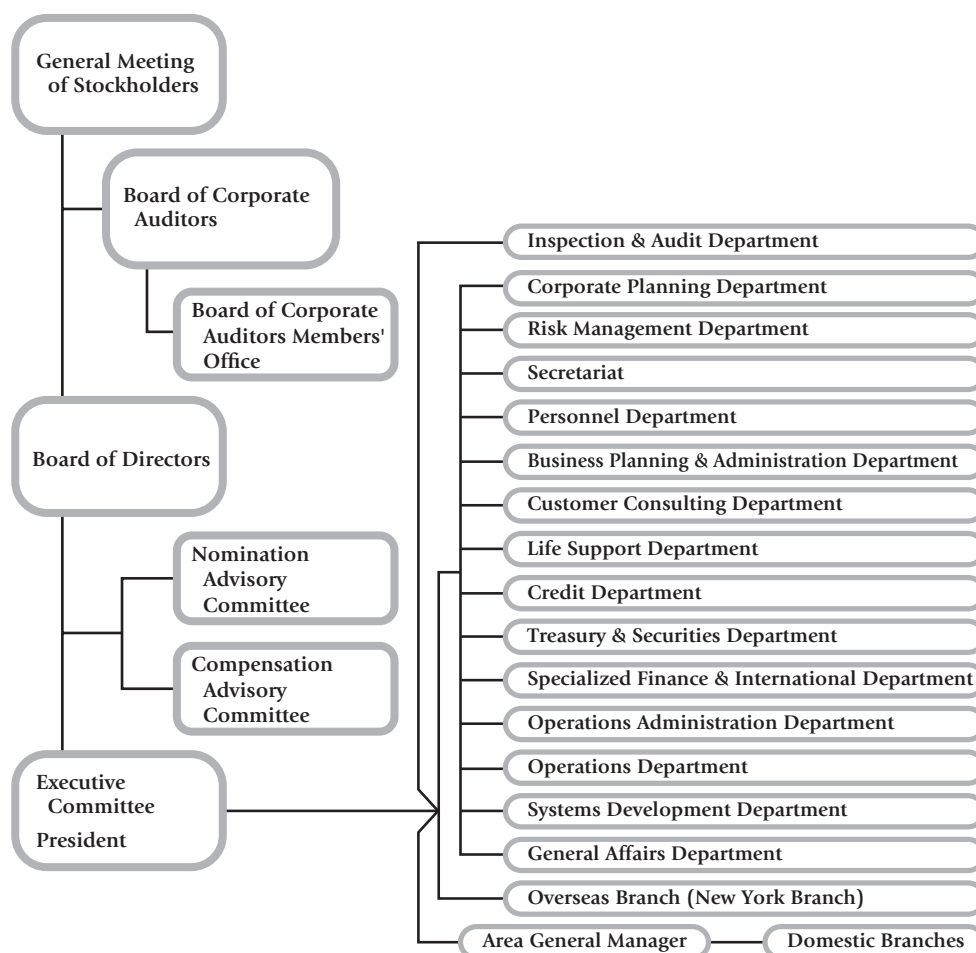 General Meeting
of Stockholders
Board of Corporate
Auditors
Board of Corporate
Auditors Members'
Office
Board of Directors
Nomination
Advisory
Committee
Compensation
Advisory
Committee
Executive
Committee
President
Inspection & Audit Department
Corporate Planning Department
Risk Management Department
Secretariat
Personnel Department
Business Planning & Administration Department
Customer Consulting Department
Life Support Department
Credit Department
Treasury & Securities Department
Specialized Finance & International Department
Operations Administration Department
Operations Department
Systems Development Department
General Affairs Department
Overseas Branch (New York Branch)
Area General Manager
Domestic Branches